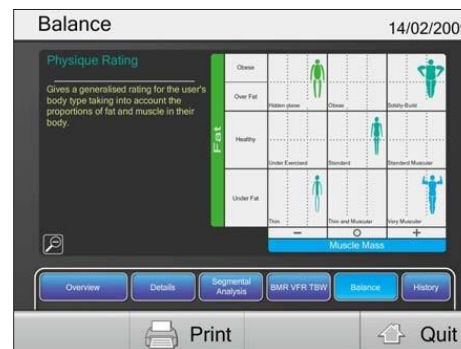 Balance
14/02/200
Physique Rating
Gives a generalised rating for the user's
body type taking into account the
proportions of fat and muscle in their
body.
Fat
Obese
Over Fat
Healthy
Under Fat
Hidden obese
Obese
Solidly-Build
Under Exercised
Standard
Standard Muscular
Thin
Thin and Muscular
Very Muscular
− O +
Muscle Mass
Overview
Details
Segmental
Analysis
BMR VFR TBW
Balance
History
Print
Quit